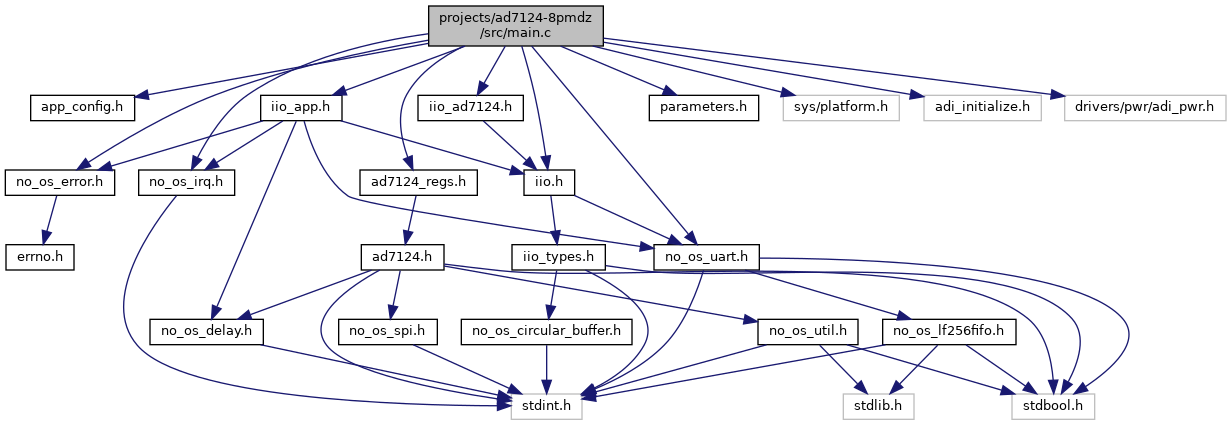 projects/ad7124-8pmdz
/src/main.c
app_config.h
iio_app.h
iio_ad7124.h
parameters.h
sys/platform.h
adi_initialize.h
drivers/pwr/adi_pwr.h
no_os_error.h
no_os_irq.h
ad7124_regs.h
iio.h
errno.h
ad7124.h
iio_types.h
no_os_uart.h
no_os_delay.h
no_os_spi.h
no_os_circular_buffer.h
no_os_util.h
no_os_lf256fifo.h
stdint.h
stdlib.h
stdbool.h